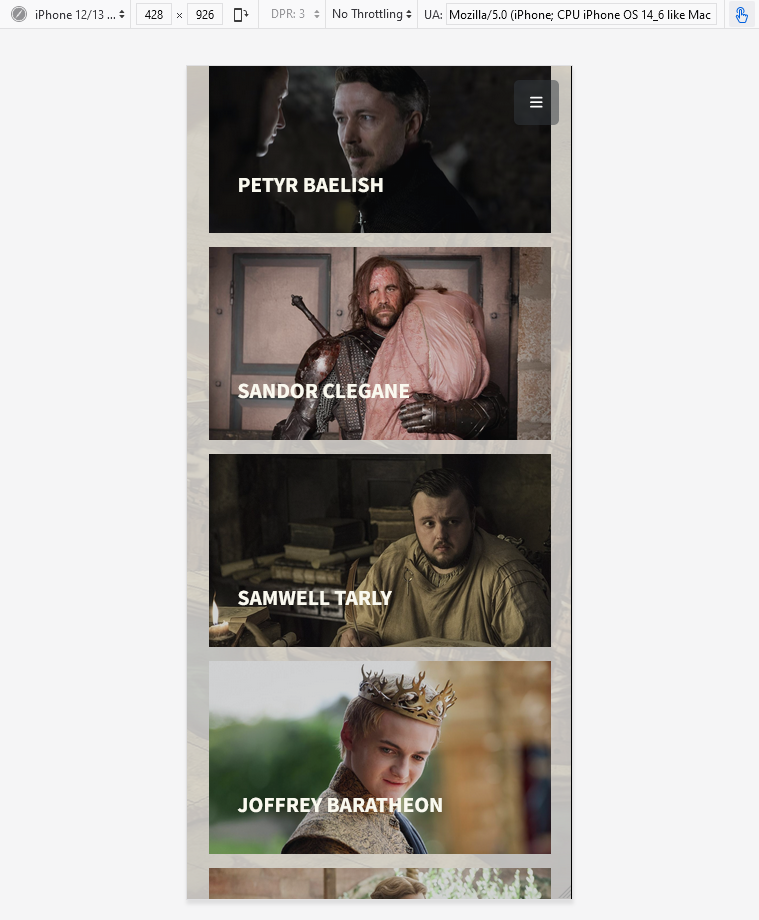 iPhone 12/13 ... 428 × 926 DPR: 3 No Throttling UA: Mozilla/5.0 (iPhone; CPU iPhone OS 14_6 like Mac
PETYR BAELISH
SANDOR CLEGANE
SAMWELL TARLY
JOFFREY BARATHEON